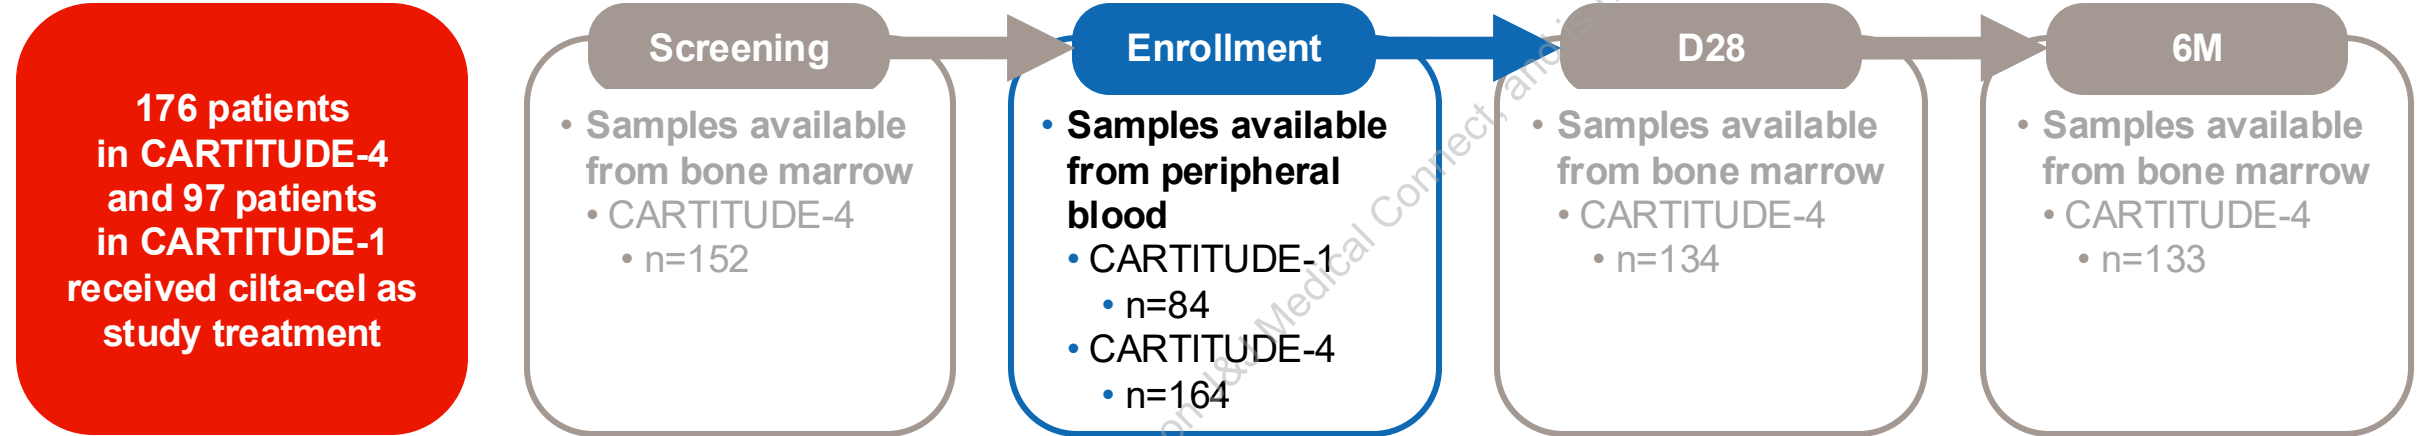 176 patients
in CARTITUDE-4
and 97 patients
in CARTITUDE-1
received cilta-cel as
study treatment
Screening
• Samples available
from bone marrow
• CARTITUDE-4
• n=152
Enrollment
• Samples available
from peripheral
blood
• CARTITUDE-1
• n=84
• CARTITUDE-4
• n=164
D28
• Samples available
from bone marrow
• CARTITUDE-4
• n=134
6M
• Samples available
from bone marrow
• CARTITUDE-4
• n=133
on J&J Medical Connect, and is